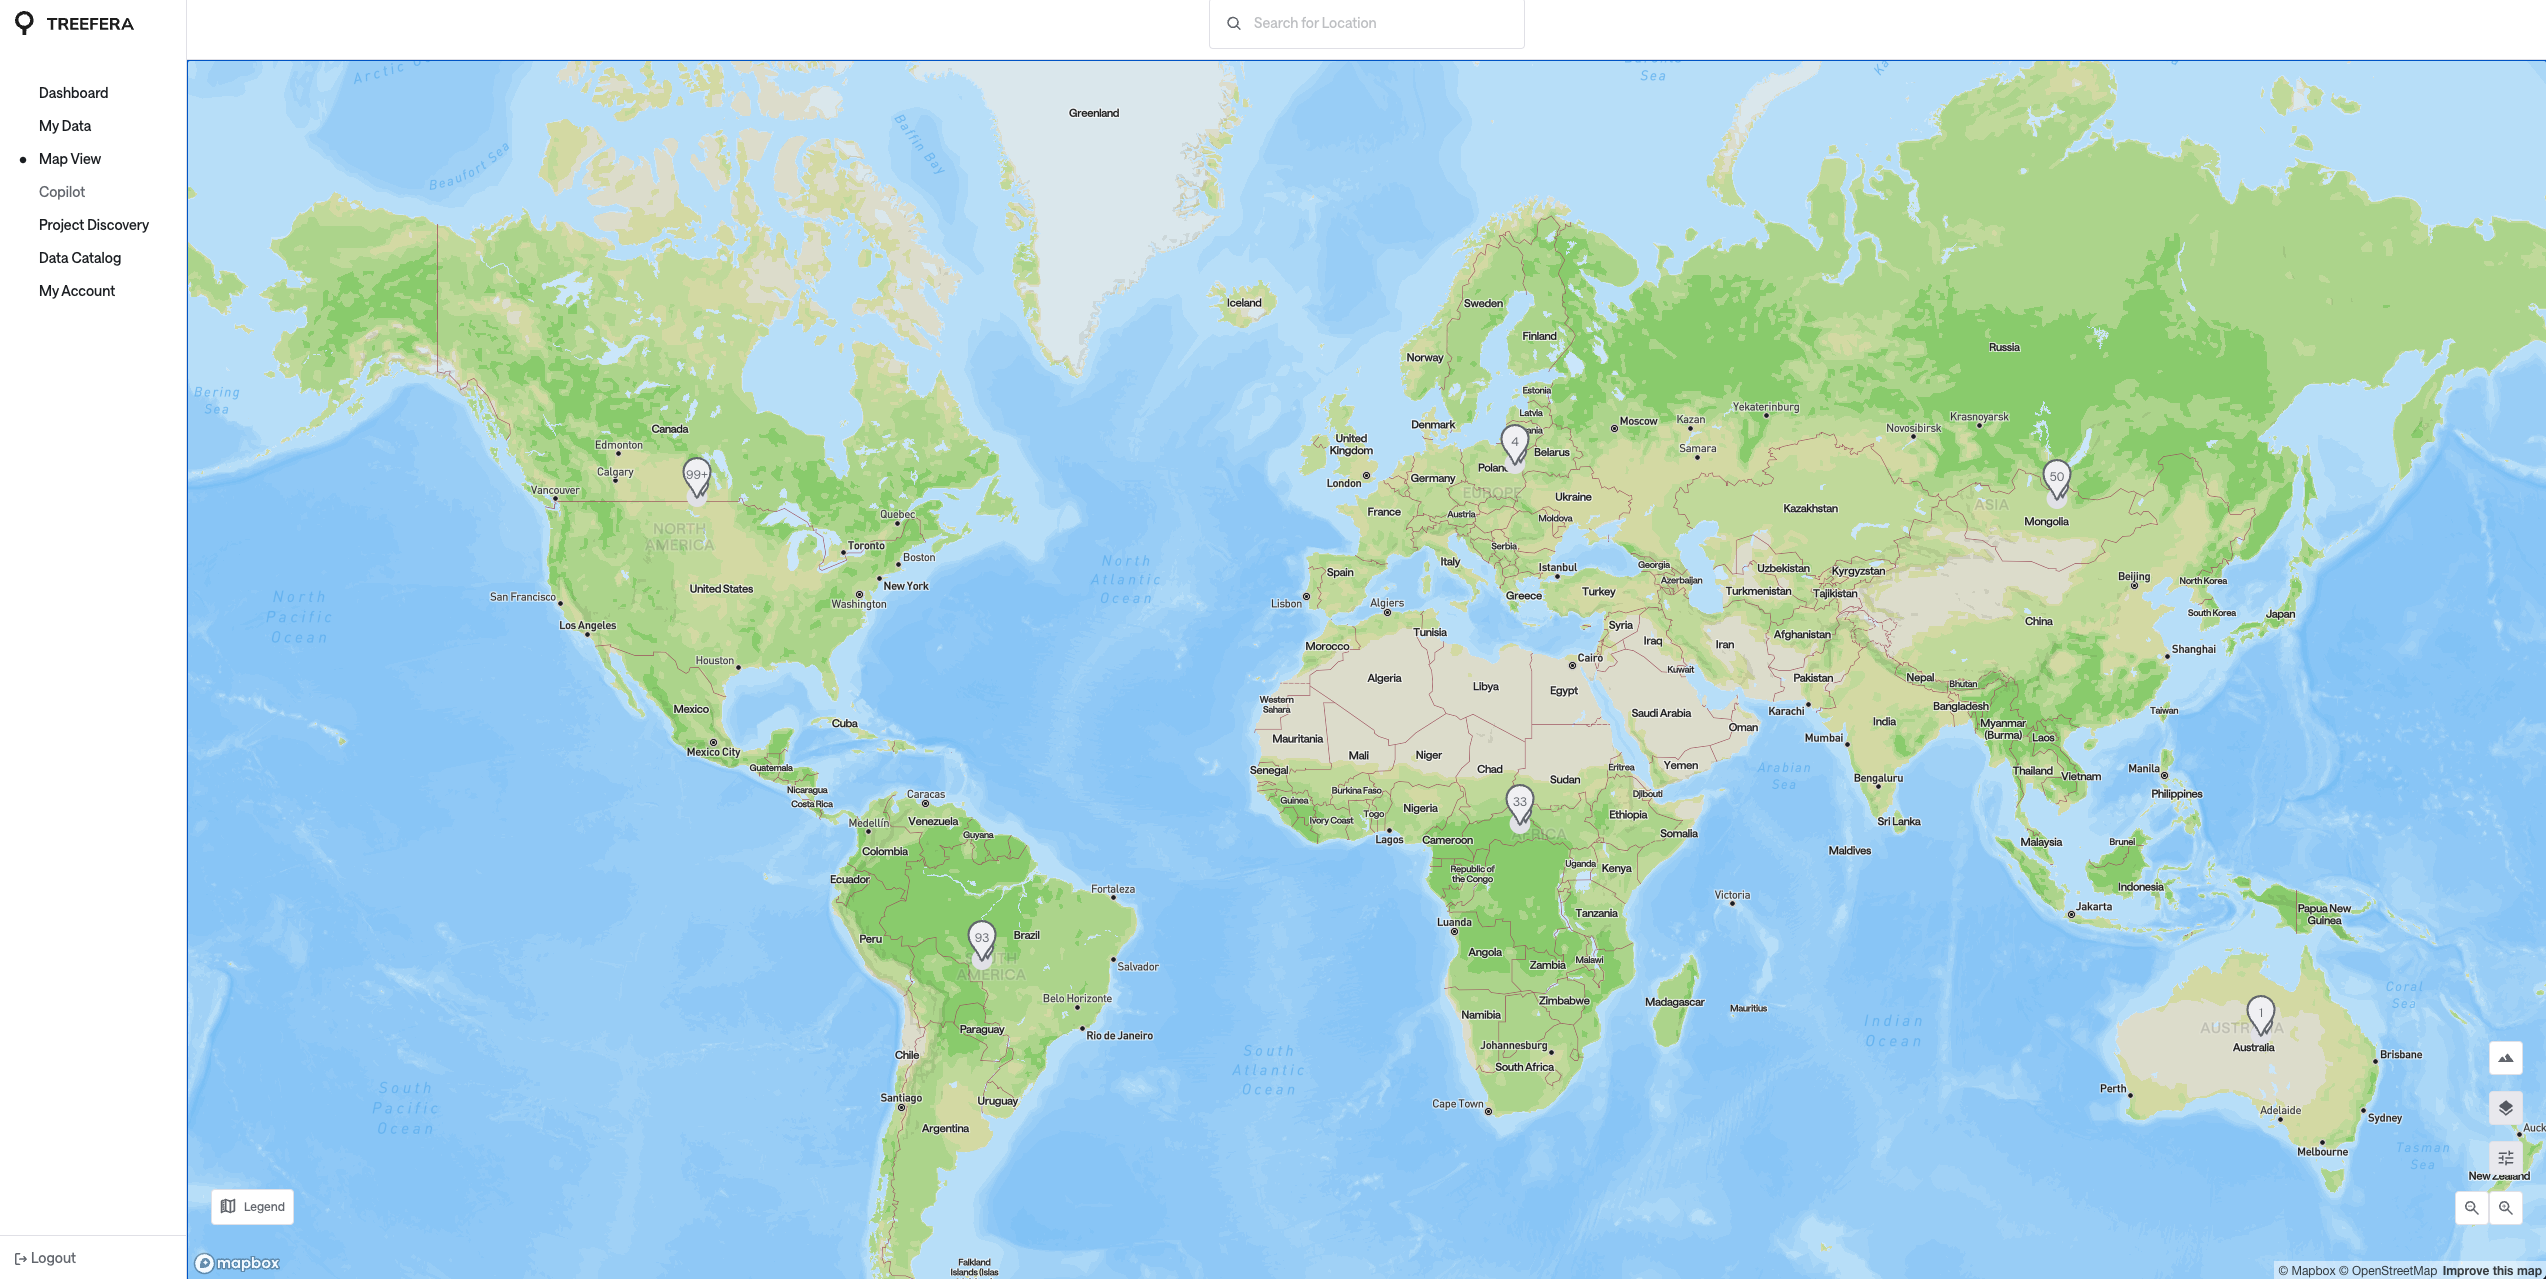 TREEFERA
Search for Location
Dashboard
My Data
Map View
Copilot
Project Discovery
Data Catalog
My Account
Logout
Legend
mapbox
© Mapbox © OpenStreetMap Improve this map
Beaufort Sea
Baffin Bay
Sea
Greenland
Iceland
Bering
Sea
Sweden
Finland
Norway
Russia
Estonia
Latvia
Denmark
Moscow
Kazan
Yekaterinburg
Novosibirsk
Krasnoyarsk
Samara
Canada
Edmonton
Calgary
Vancouver
99+
4
50
United
Kingdom
London
Belarus
Germany
EUROPE
Ukraine
France
Austria
Moldova
Kazakhstan
ASIA
Mongolia
NORTH
AMERICA
Quebec
Toronto
Boston
New York
Washington
United States
San Francisco
Los Angeles
Houston
North
Pacific
Ocean
North
Atlantic
Ocean
Serbia
Italy
Spain
Lisbon
Algiers
Istanbul
Greece
Turkey
Georgia
Azerbaijan
Uzbekistan
Kyrgyzstan
Turkmenistan
Tajikistan
Beijing
North Korea
South Korea
Japan
China
Shanghai
Tunisia
Syria
Iraq
Iran
Afghanistan
Morocco
Cairo
Kuwait
Algeria
Libya
Egypt
Pakistan
Nepal
Bhutan
Bangladesh
Taiwan
Western
Sahara
Saudi Arabia
Karachi
India
Myanmar
(Burma)
Laos
Oman
Mumbai
Mexico
Mexico City
Cuba
Guatemala
Nicaragua
Costa Rica
Mauritania
Mali
Niger
Chad
Sudan
Eritrea
Yemen
Arabian
Sea
Bengaluru
Thailand
Vietnam
Manila
Philippines
Senegal
Guinea
Burkina Faso
Ivory Coast
Togo
Nigeria
33
Djibouti
Ethiopia
Somalia
Sri Lanka
Lagos
Cameroon
Maldives
Malaysia
Brunei
Caracas
Medellín
Venezuela
Guyana
Colombia
Ecuador
Republic of
the Congo
Uganda
Kenya
Indonesia
Fortaleza
Victoria
Jakarta
Papua New
Guinea
Luanda
Tanzania
Peru
93
Brazil
AMERICA
Salvador
Angola
Zambia
Malawi
Belo Horizonte
Zimbabwe
Madagascar
Mauritius
Namibia
Coral
Sea
Paraguay
Rio de Janeiro
Indian
Ocean
1
Australia
Chile
Johannesburg
South Africa
Brisbane
South
Atlantic
Ocean
South
Pacific
Ocean
Santiago
Uruguay
Cape Town
Perth
Adelaide
Sydney
Argentina
Melbourne
Tasman
Sea
New Zealand
Falkland
Islands (Islas